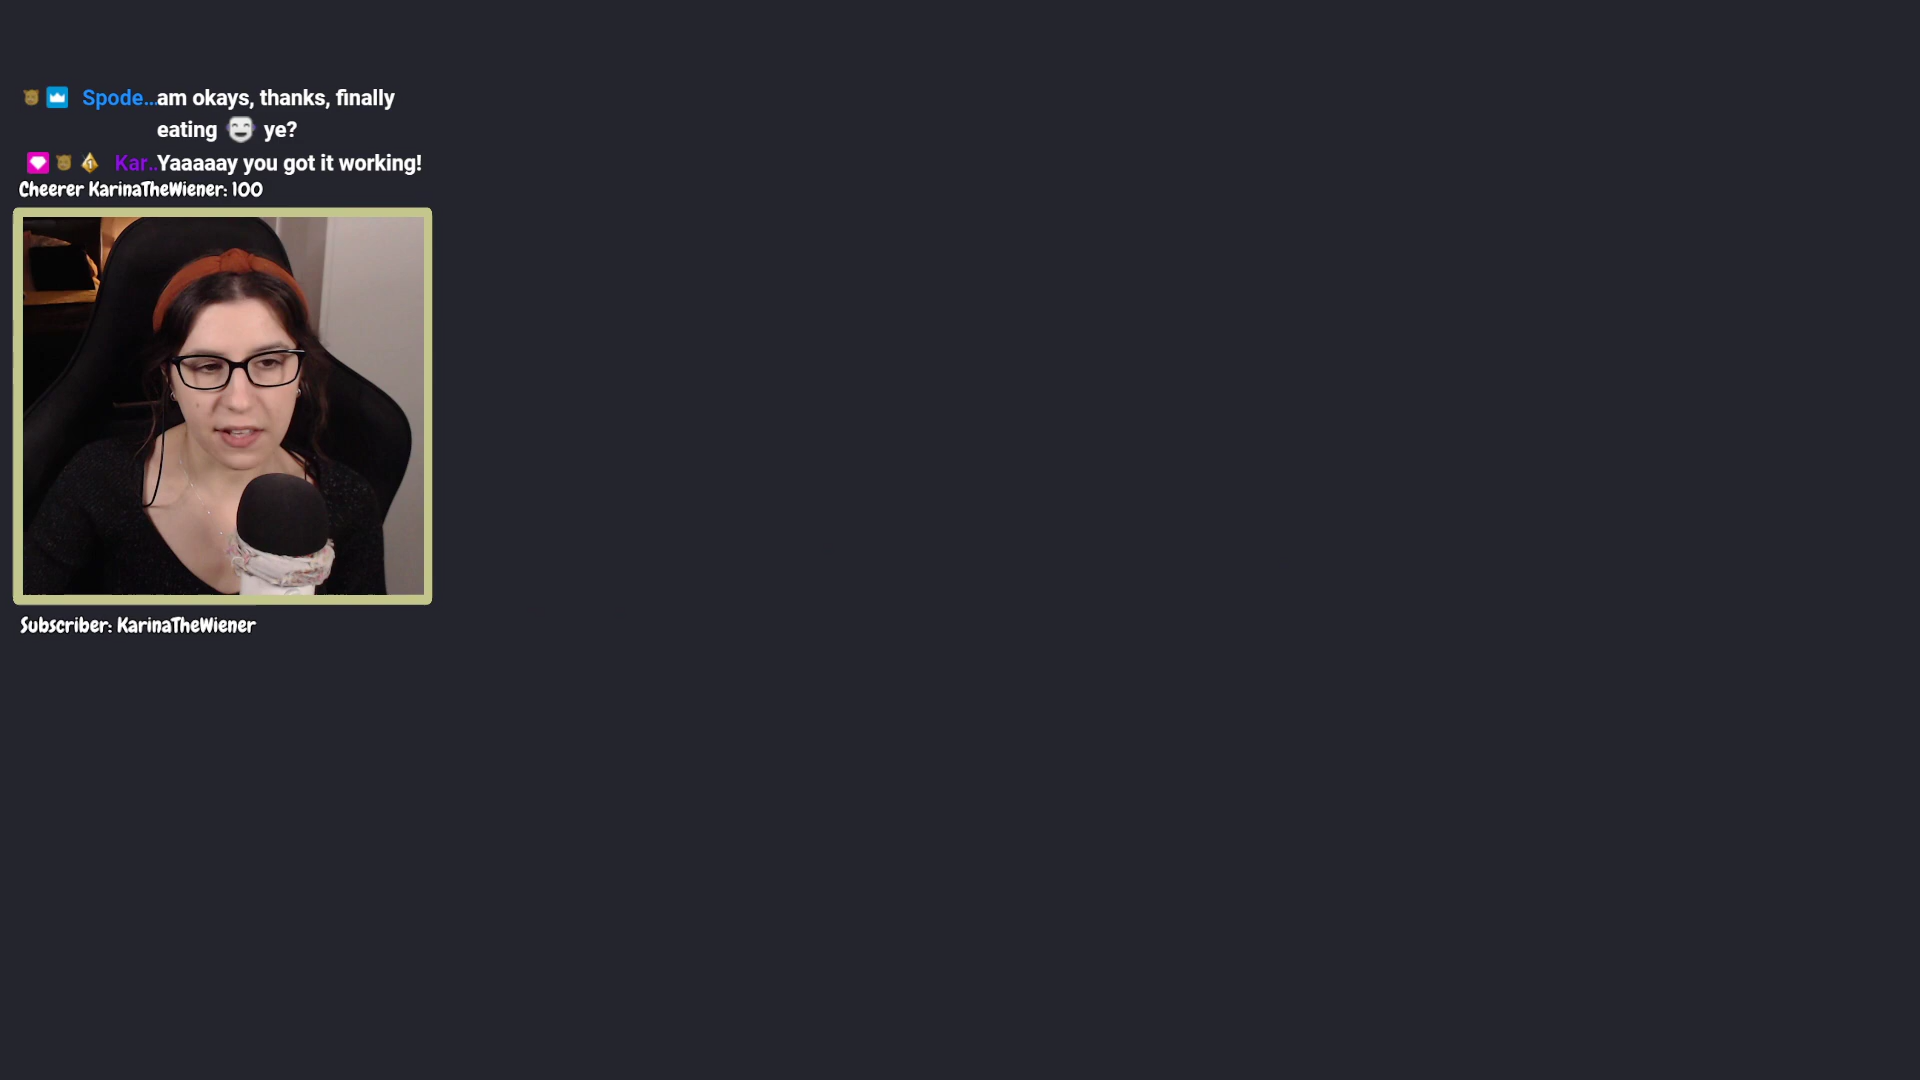 Spode...am okays, thanks, finally
eating ye?
Kar..Yaaaaay you got it working!
Cheerer KarinaTheWiener: 100
Subscriber: KarinaTheWiener